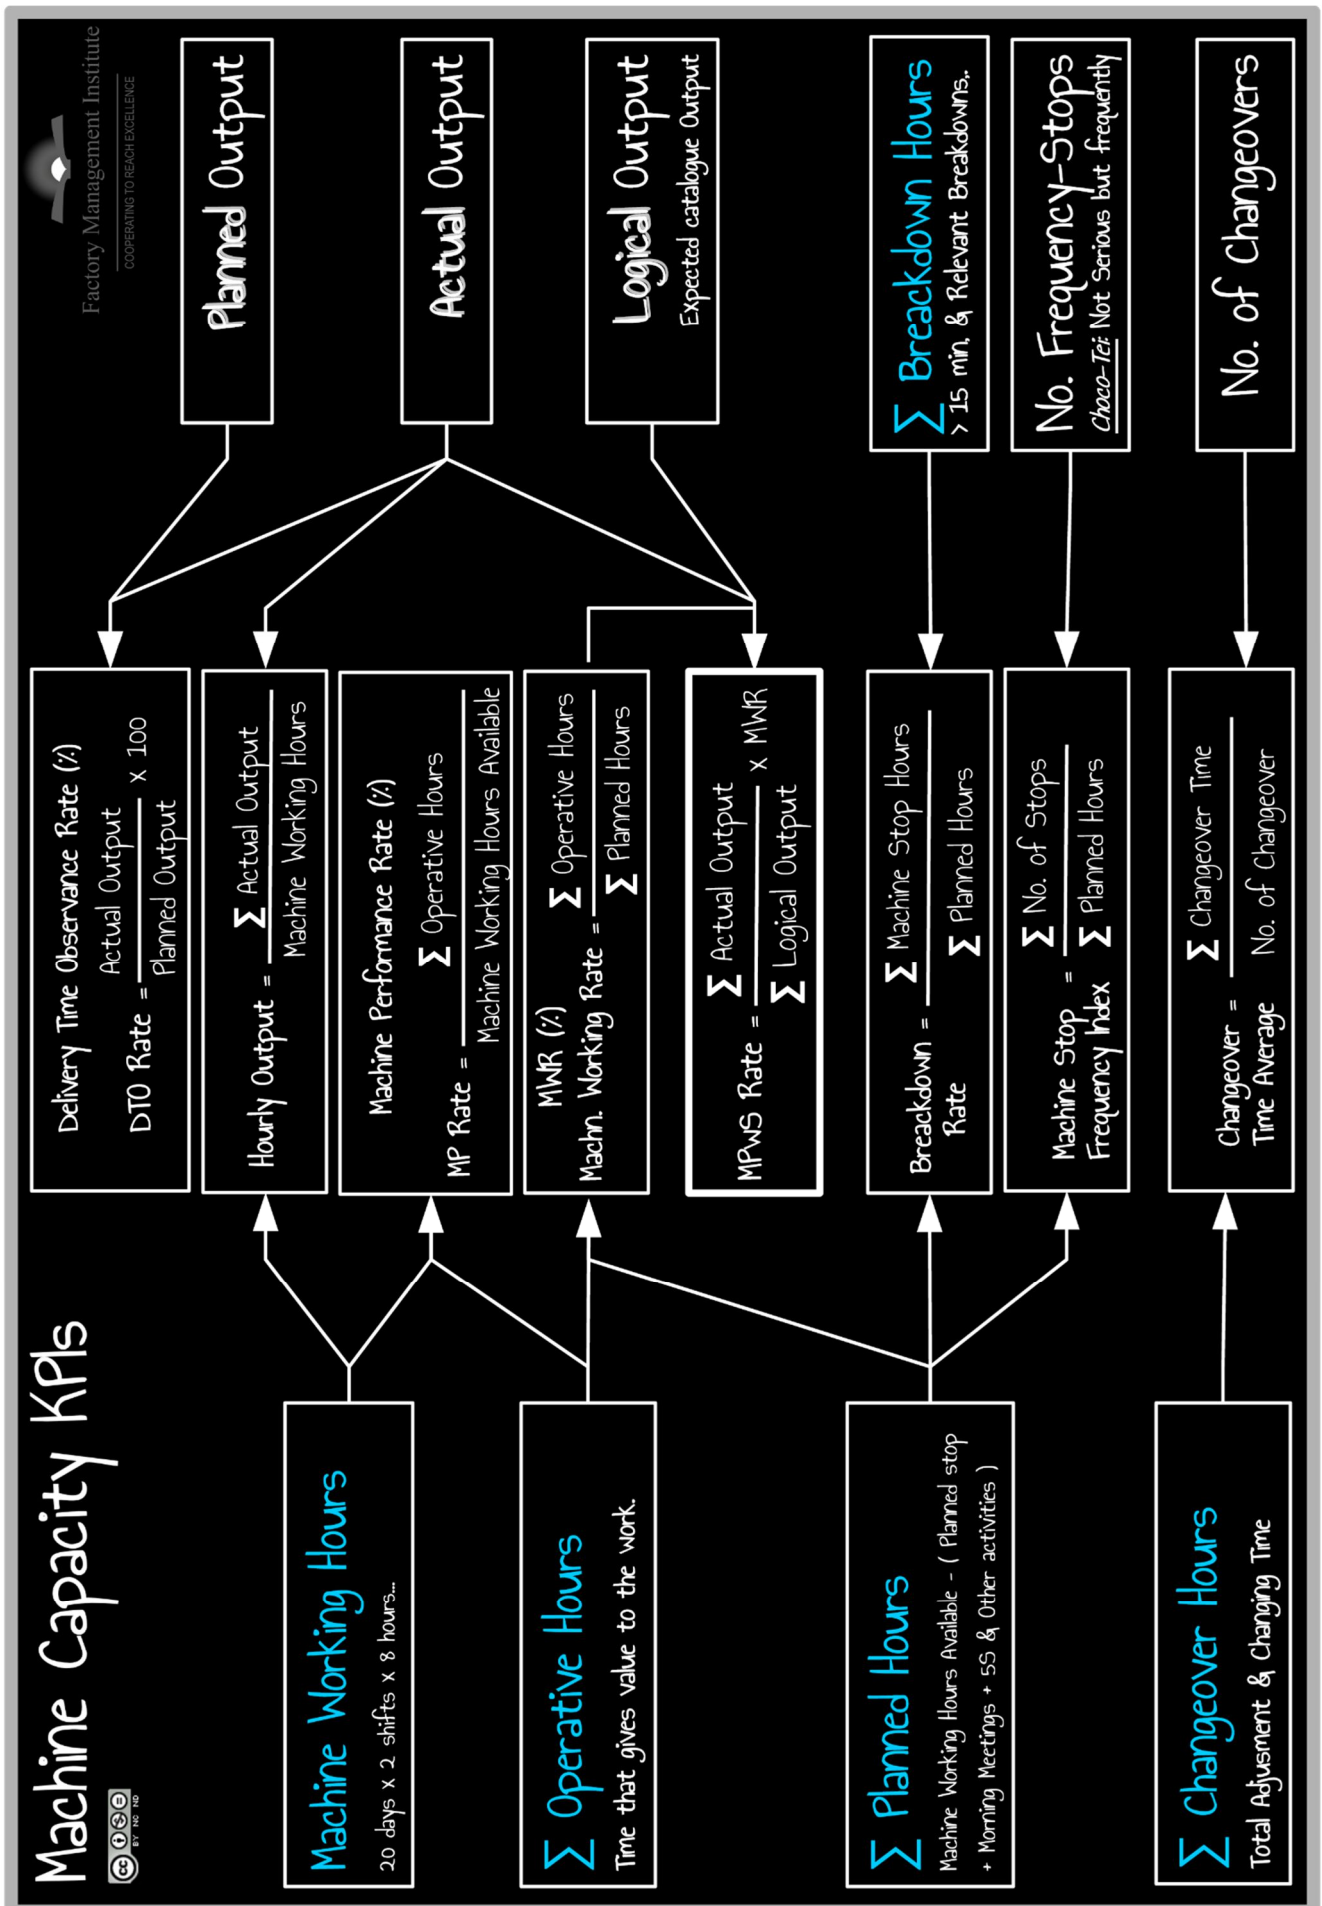 Machine Capacity KPIs
BY NC ND
Factory Management Institute
COOPERATING TO REACH EXCELLENCE
Machine Working Hours
20 days x 2 shifts x 8 hours...
Σ Operative Hours
Time that gives value to the work.
Σ Planned Hours
Machine Working Hours Available - ( Planned stop
+ Morning Meetings + 5S & Other activities )
Σ Changeover Hours
Total Adjusment & Changing Time
Delivery Time Observance Rate (%)
Actual Output
DTO Rate = x 100
Planned Output
Σ Actual Output
Hourly Output =
Machine Working Hours
Machine Performance Rate (%)
Σ Operative Hours
MP Rate =
Machine Working Hours Available
MWR (%)
Σ Operative Hours
Machn. Working Rate =
Σ Planned Hours
Σ Actual Output
MPWS Rate = x MWR
Σ Logical Output
Σ Machine Stop Hours
Breackdown =
Rate
Σ Planned Hours
Σ No. of Stops
Machine Stop =
Frequency Index
Σ Planned Hours
Σ Changeover Time
Changeover =
Time Average
No. of Changeover
Planned Output
Actual Output
Logical Output
Expected catalogue Output
Σ Breackdown Hours
> 15 min, & Relevant Breakdowns..
No. Frequency-Stops
Choco-Tei: Not Serious but frequently
No. of Changeovers